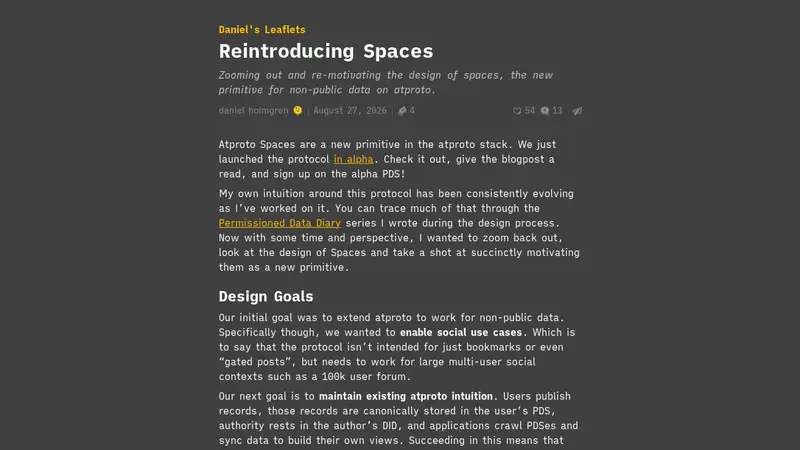 Daniel's Leaflets
Reintroducing Spaces
Zooming out and re-motivating the design of spaces, the new
primitive for non-public data on atproto.
daniel holmgren 🫠 | August 27, 2026 | 4 54 13
Atproto Spaces are a new primitive in the atproto stack. We just
launched the protocol in alpha. Check it out, give the blogpost a
read, and sign up on the alpha PDS!
My own intuition around this protocol has been consistently evolving
as I’ve worked on it. You can trace much of that through the
Permissioned Data Diary series I wrote during the design process.
Now with some time and perspective, I wanted to zoom back out,
look at the design of Spaces and take a shot at succinctly motivating
them as a new primitive.
Design Goals
Our initial goal was to extend atproto to work for non-public data.
Specifically though, we wanted to enable social use cases. Which is
to say that the protocol isn’t intended for just bookmarks or even
“gated posts”, but needs to work for large multi-user social
contexts such as a 100k user forum.
Our next goal is to maintain existing atproto intuition. Users publish
records, those records are canonically stored in the user’s PDS,
authority rests in the author’s DID, and applications crawl PDSes and
sync data to build their own views. Succeeding in this means that